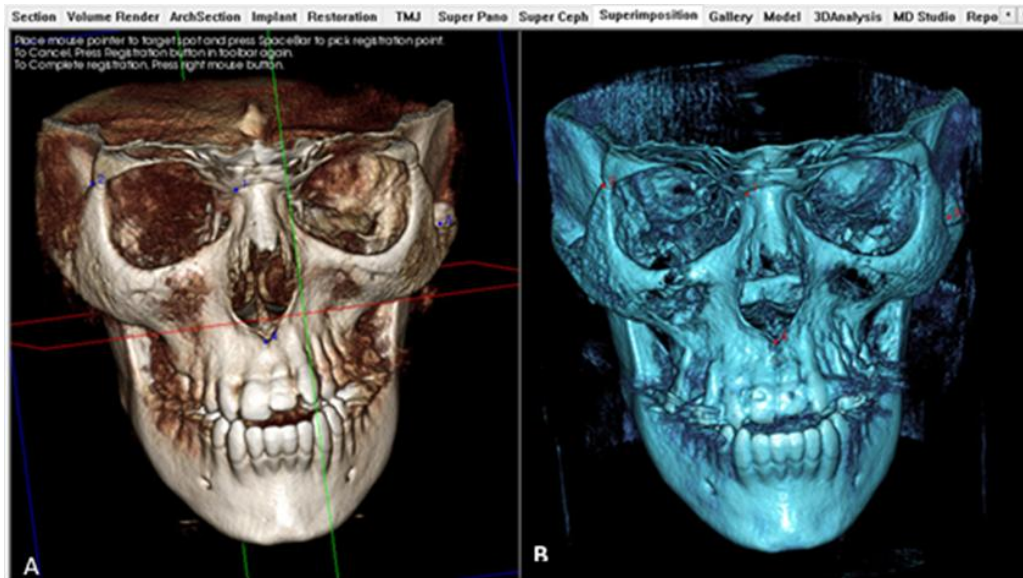 Section Volume Render ArchSection Implant Restoration TMJ Super Pano Super Ceph Superimposition Gallery Model 3DAnalysis MD Studio Repo
Place mouse pointer to target spot and press SpaceBar to pick registration point.
To Cancel, Press Registration button in toolbar again.
To Complete registration, Press right mouse button.
A
B